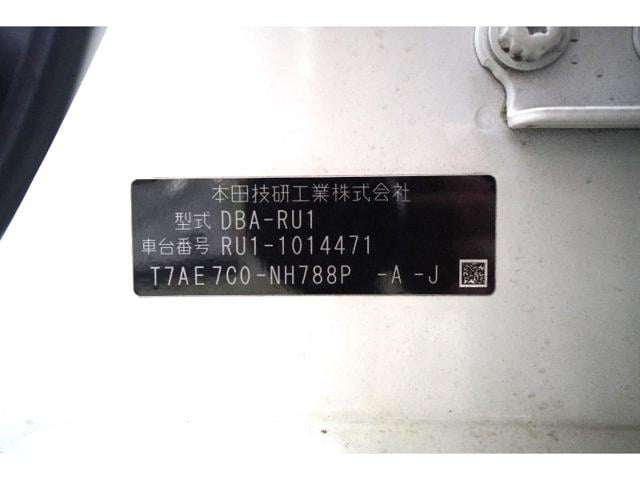 本田技研工業株式会社
型式 DBA-RU1
車台番号 RU1-1014471
T7AE7C0-NH788P -A -J